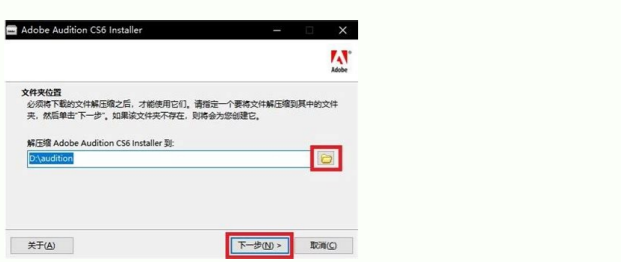 Adobe Audition CS6 Installer
Adobe
文件夹位置
必须将下载的文件解压缩之后，才能使用它们。请指定一个要将文件解压缩到其中的文件
夹，然后单击“下一步”。如果该文件夹不存在，则将会为您创建它。
解压缩 Adobe Audition CS6 Installer 到:
D:\audition
关于(A)
下一步(N) >
取消(C)